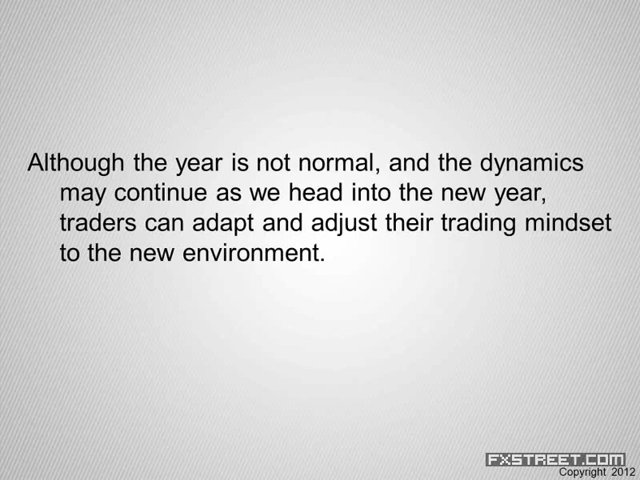 Although the year is not normal, and the dynamics
may continue as we head into the new year,
traders can adapt and adjust their trading mindset
to the new environment.
FXSTREET.COM
Copyright 2012